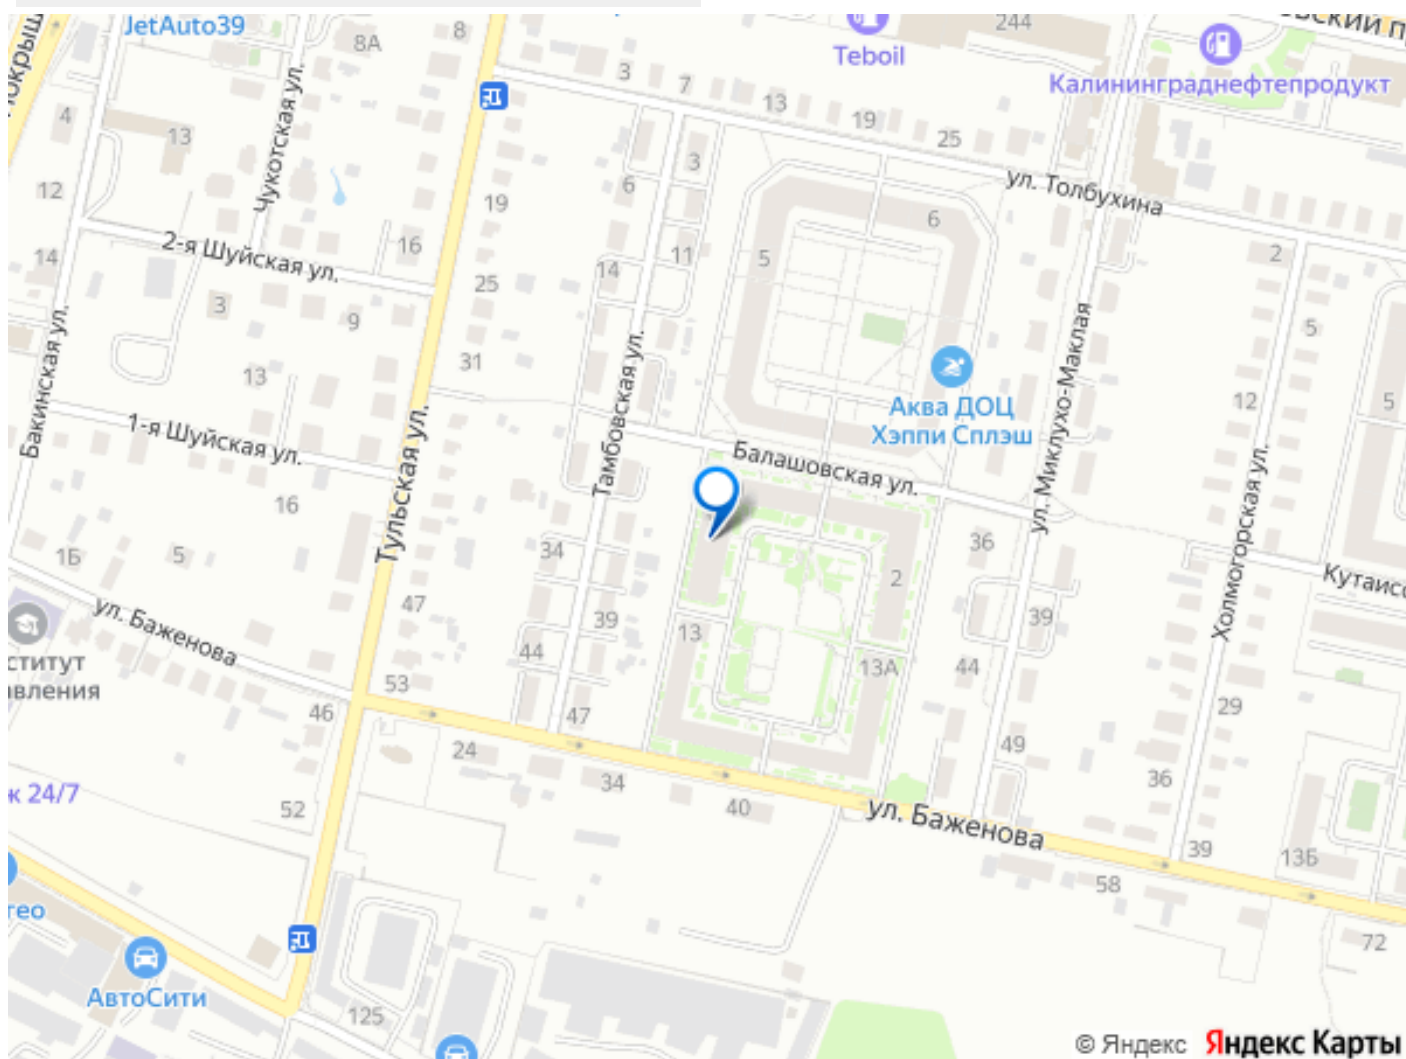 JetAuto39
8А
8
Teboil
244
Калининграднефтепродукт
3
7
13
19
25
4
13
Чукотская ул.
12
19
6
3
ул. Толбухина
6
2
2-я Шуйская ул.
16
14
3
9
25
14
11
5
5
Бакинская ул.
31
13
Тамбовская ул.
Аква ДОЦ
Хэппи Сплэш
ул. Миклухо-Маклая
12
5
1-я Шуйская ул.
Тульская ул.
Балашовская ул.
Холмогорская ул.
16
1Б
5
34
36
2
47
39
13
39
ул. Баженова
44
13А
44
53
46
47
29
24
49
34
36
40
52
ул. Баженова
39
13Б
58
72
АвтоСити
125
© Яндекс Яндекс Карты